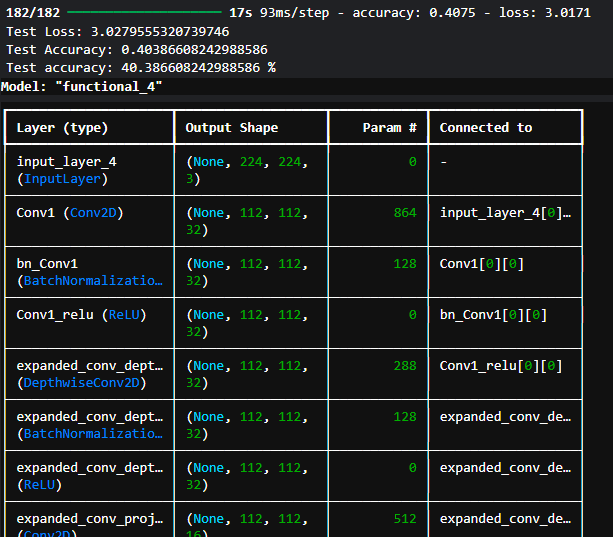 182/182 ━━━━━━━━━━━━━━━━━━━━ 17s 93ms/step - accuracy: 0.4075 - loss: 3.0171
Test Loss: 3.0279555320739746
Test Accuracy: 0.40386608242988586
Test accuracy: 40.386608242988586 %
Model: "functional_4"
Layer (type) Output Shape Param # Connected to
input_layer_4 (None, 224, 224, 0 -
(InputLayer) 3)
Conv1 (Conv2D) (None, 112, 112, 864 input_layer_4[0]…
32)
bn_Conv1 (None, 112, 112, 128 Conv1[0][0]
(BatchNormalizatio… 32)
Conv1_relu (ReLU) (None, 112, 112, 0 bn_Conv1[0][0]
32)
expanded_conv_dept… (None, 112, 112, 288 Conv1_relu[0][0]
(DepthwiseConv2D) 32)
expanded_conv_dept… (None, 112, 112, 128 expanded_conv_de…
(BatchNormalizatio… 32)
expanded_conv_dept… (None, 112, 112, 0 expanded_conv_de…
(ReLU) 32)
expanded_conv_proj… (None, 112, 112, 512 expanded_conv_de…
(Conv2D) 16)